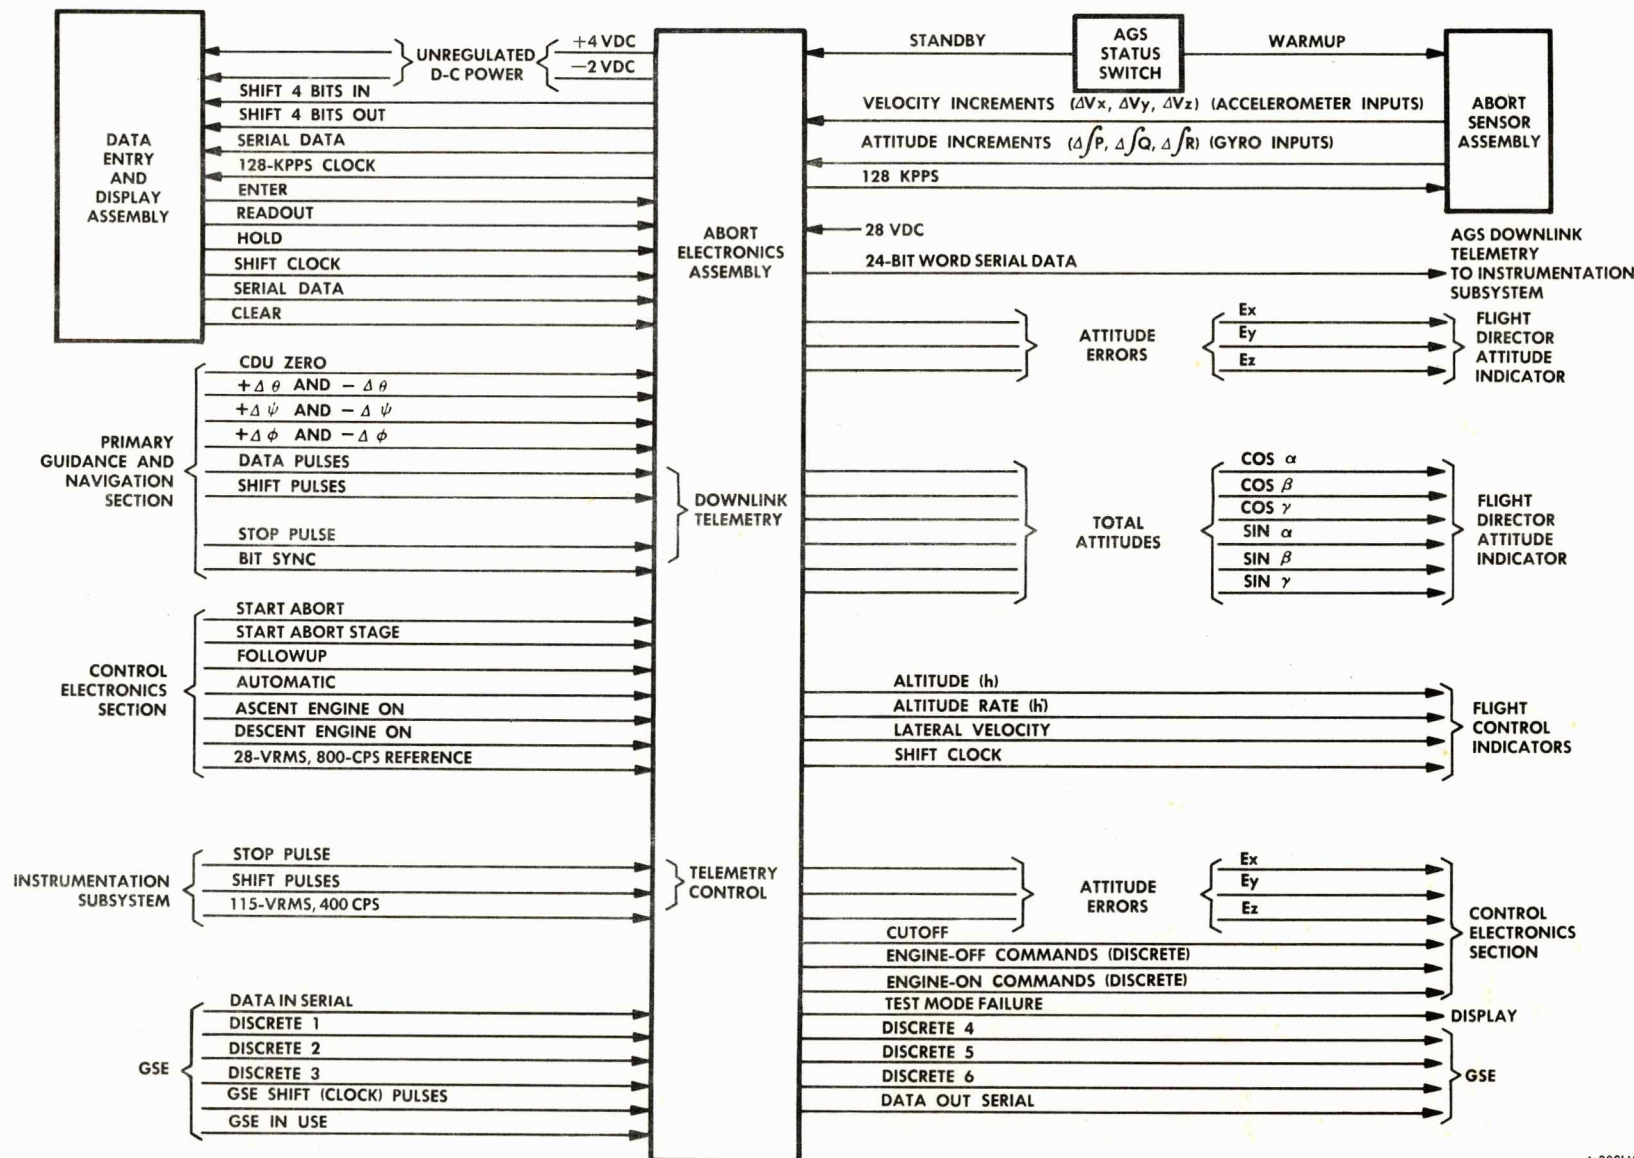 DATA
ENTRY
AND
DISPLAY
ASSEMBLY
UNREGULATED
D-C POWER
+4 VDC
−2 VDC
SHIFT 4 BITS IN
SHIFT 4 BITS OUT
SERIAL DATA
128-KPPS CLOCK
ENTER
READOUT
HOLD
SHIFT CLOCK
SERIAL DATA
CLEAR
PRIMARY
GUIDANCE AND
NAVIGATION
SECTION
CDU ZERO
+Δ θ AND − Δ θ
+Δ ψ AND − Δ ψ
+Δ ϕ AND −Δ ϕ
DATA PULSES
SHIFT PULSES
STOP PULSE
BIT SYNC
DOWNLINK
TELEMETRY
CONTROL
ELECTRONICS
SECTION
START ABORT
START ABORT STAGE
FOLLOWUP
AUTOMATIC
ASCENT ENGINE ON
DESCENT ENGINE ON
28-VRMS, 800-CPS REFERENCE
INSTRUMENTATION
SUBSYSTEM
STOP PULSE
SHIFT PULSES
115-VRMS, 400 CPS
TELEMETRY
CONTROL
GSE
DATA IN SERIAL
DISCRETE 1
DISCRETE 2
DISCRETE 3
GSE SHIFT (CLOCK) PULSES
GSE IN USE
ABORT
ELECTRONICS
ASSEMBLY
STANDBY
AGS
STATUS
SWITCH
WARMUP
ABORT
SENSOR
ASSEMBLY
VELOCITY INCREMENTS (ΔVx, ΔVy, ΔVz) (ACCELEROMETER INPUTS)
ATTITUDE INCREMENTS (Δ∫P, Δ∫Q, Δ∫R) (GYRO INPUTS)
128 KPPS
28 VDC
24-BIT WORD SERIAL DATA
AGS DOWNLINK
TELEMETRY
TO INSTRUMENTATION
SUBSYSTEM
ATTITUDE
ERRORS
Ex
Ey
Ez
FLIGHT
DIRECTOR
ATTITUDE
INDICATOR
TOTAL
ATTITUDES
COS α
COS β
COS γ
SIN α
SIN β
SIN γ
FLIGHT
DIRECTOR
ATTITUDE
INDICATOR
ALTITUDE (h)
ALTITUDE RATE (ḣ)
LATERAL VELOCITY
SHIFT CLOCK
FLIGHT
CONTROL
INDICATORS
ATTITUDE
ERRORS
Ex
Ey
Ez
CUTOFF
ENGINE-OFF COMMANDS (DISCRETE)
ENGINE-ON COMMANDS (DISCRETE)
CONTROL
ELECTRONICS
SECTION
TEST MODE FAILURE
DISPLAY
DISCRETE 4
DISCRETE 5
DISCRETE 6
DATA OUT SERIAL
GSE